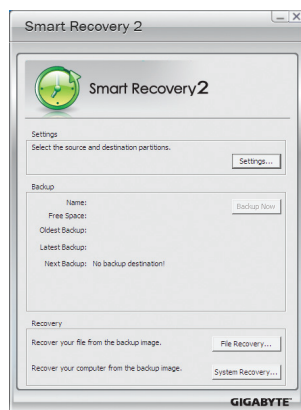 Smart Recovery 2
Smart Recovery2
Settings
Select the source and destination partitions.
Settings...
Backup
Name:
Backup Now
Free Space:
Oldest Backup:
Latest Backup:
Next Backup: No backup destination!
Recovery
Recover your file from the backup image.
File Recovery...
Recover your computer from the backup image.
System Recovery...
GIGABYTE™